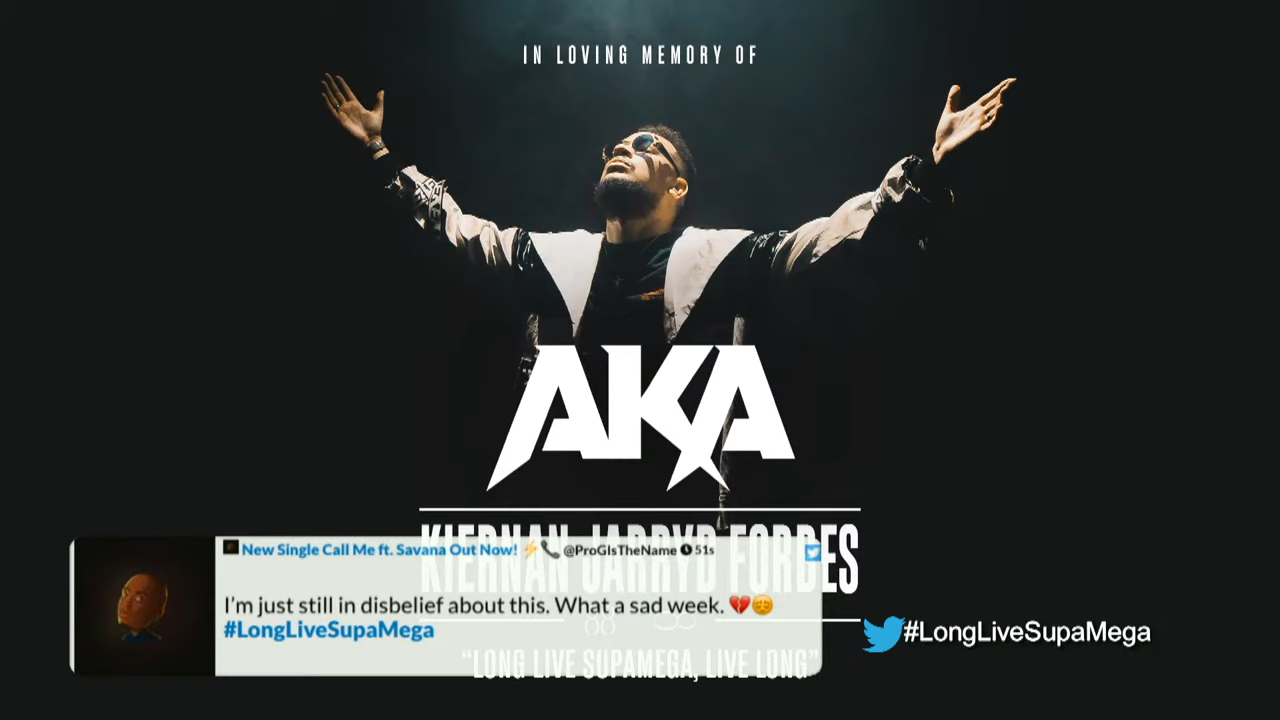 IN LOVING MEMORY OF
AKA
KIERNAN JARRYD FORBES
New Single Call Me ft. Savana Out Now! ⚡📞 @ProGIsTheName 51s
I'm just still in disbelief about this. What a sad week. 💔😔
#LongLiveSupaMega
#LongLiveSupaMega
“LONG LIVE SUPAMEGA, LIVE LONG”